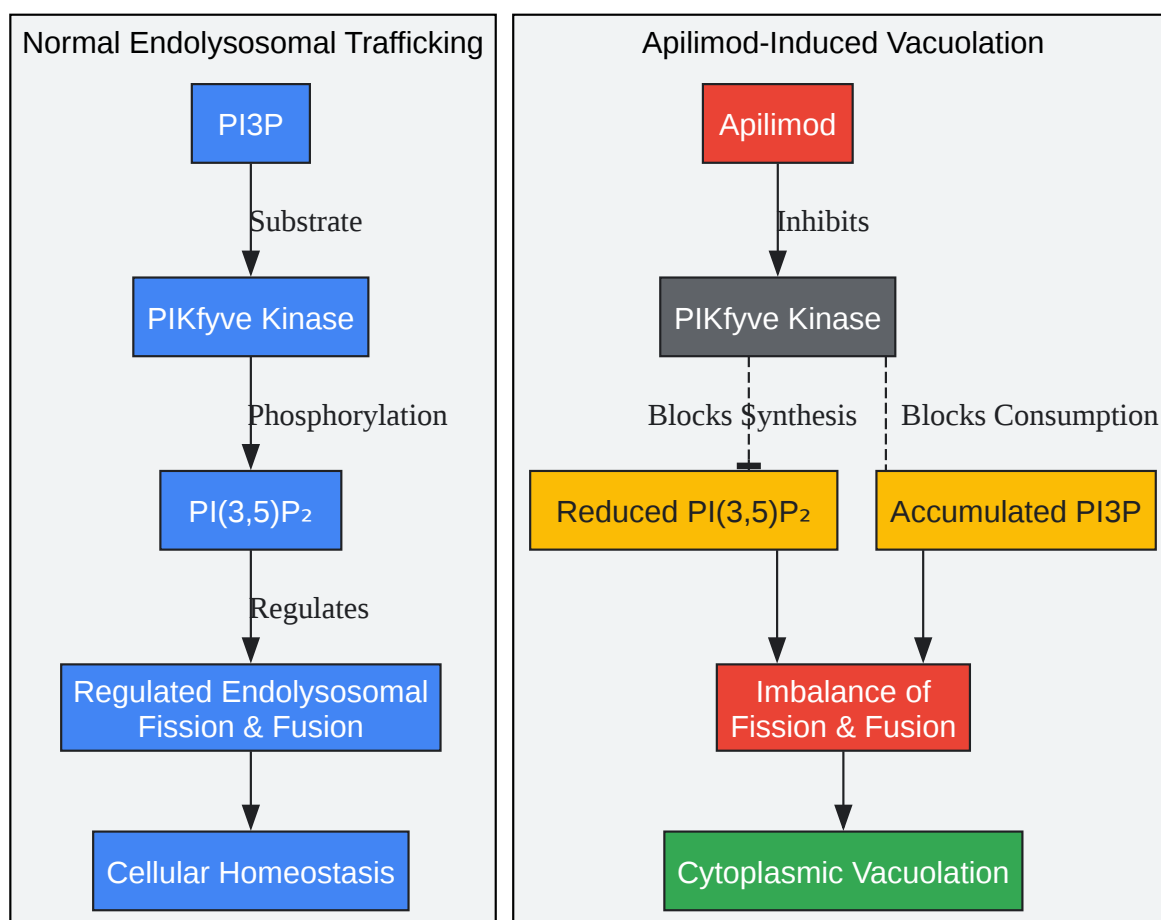 Normal Endolysosomal Trafficking
PI3P
Substrate
PIKfyve Kinase
Phosphorylation
PI(3,5)P₂
Regulates
Regulated Endolysosomal
Fission & Fusion
Cellular Homeostasis
Apilimod-Induced Vacuolation
Apilimod
Inhibits
PIKfyve Kinase
Blocks Synthesis
Blocks Consumption
Reduced PI(3,5)P₂
Accumulated PI3P
Imbalance of
Fission & Fusion
Cytoplasmic Vacuolation